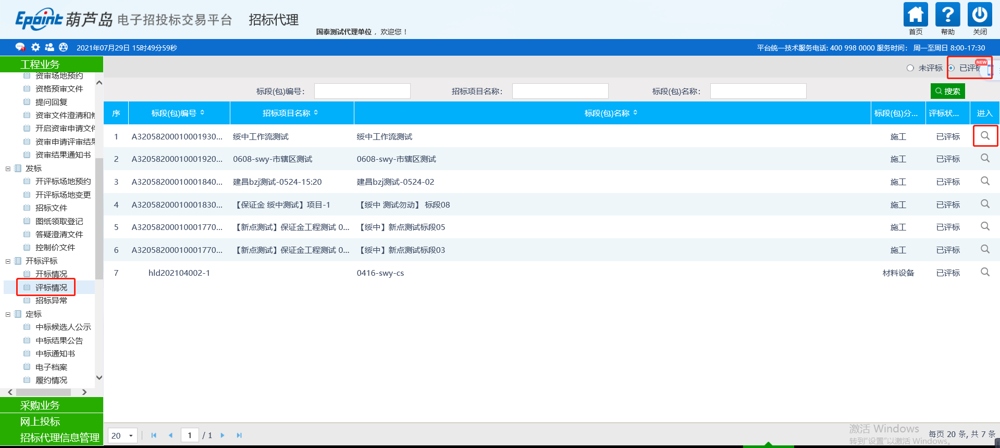 Epoint 葫芦岛 电子招投标交易平台 招标代理
国泰测试代理单位 ，欢迎您！
首页 帮助 关闭
2021年07月29日 15时49分59秒
平台统一技术服务电话: 400 998 0000 服务时间： 周一至周日 8:00-17:30
工程业务
资审场地预约
资格预审文件
提问回复
资审文件澄清和
开启资审申请文件
资审申请评审结果
资审结果通知书
发标
开评标场地预约
开评标场地变更
招标文件
图纸领取登记
答疑澄清文件
控制价文件
开标评标
开标情况
评标情况
招标异常
定标
中标候选人公示
中标结果公告
中标通知书
电子档案
履约情况
采购业务
网上投标
招标代理信息管理
未评标 已评标 NEW
标段(包)编号： 招标项目名称： 标段(包)名称： 搜索
序 标段(包)编号 招标项目名称 标段(包)名称 标段(包)分... 评标状... 进入
1 A32058200010001930... 绥中工作流测试 绥中工作流测试 施工 已评标
2 A32058200010001920... 0608-swy-市辖区测试 0608-swy-市辖区测试 施工 已评标
3 A32058200010001840... 建昌bzj测试-0524-15:20 建昌bzj测试-0524-02 施工 已评标
4 A32058200010001830... 【保证金 绥中测试】项目-1 【绥中 测试勿动】 标段08 施工 已评标
5 A32058200010001770... 【新点测试】保证金工程测试 0... 【绥中】新点测试标段05 施工 已评标
6 A32058200010001770... 【新点测试】保证金工程测试 0... 【绥中】新点测试标段03 施工 已评标
7 hld202104002-1 0416-swy-cs 材料设备 已评标
20 1 / 1
每页 20 条, 共 7 条
激活 Windows
转到"设置"以激活 Windows。